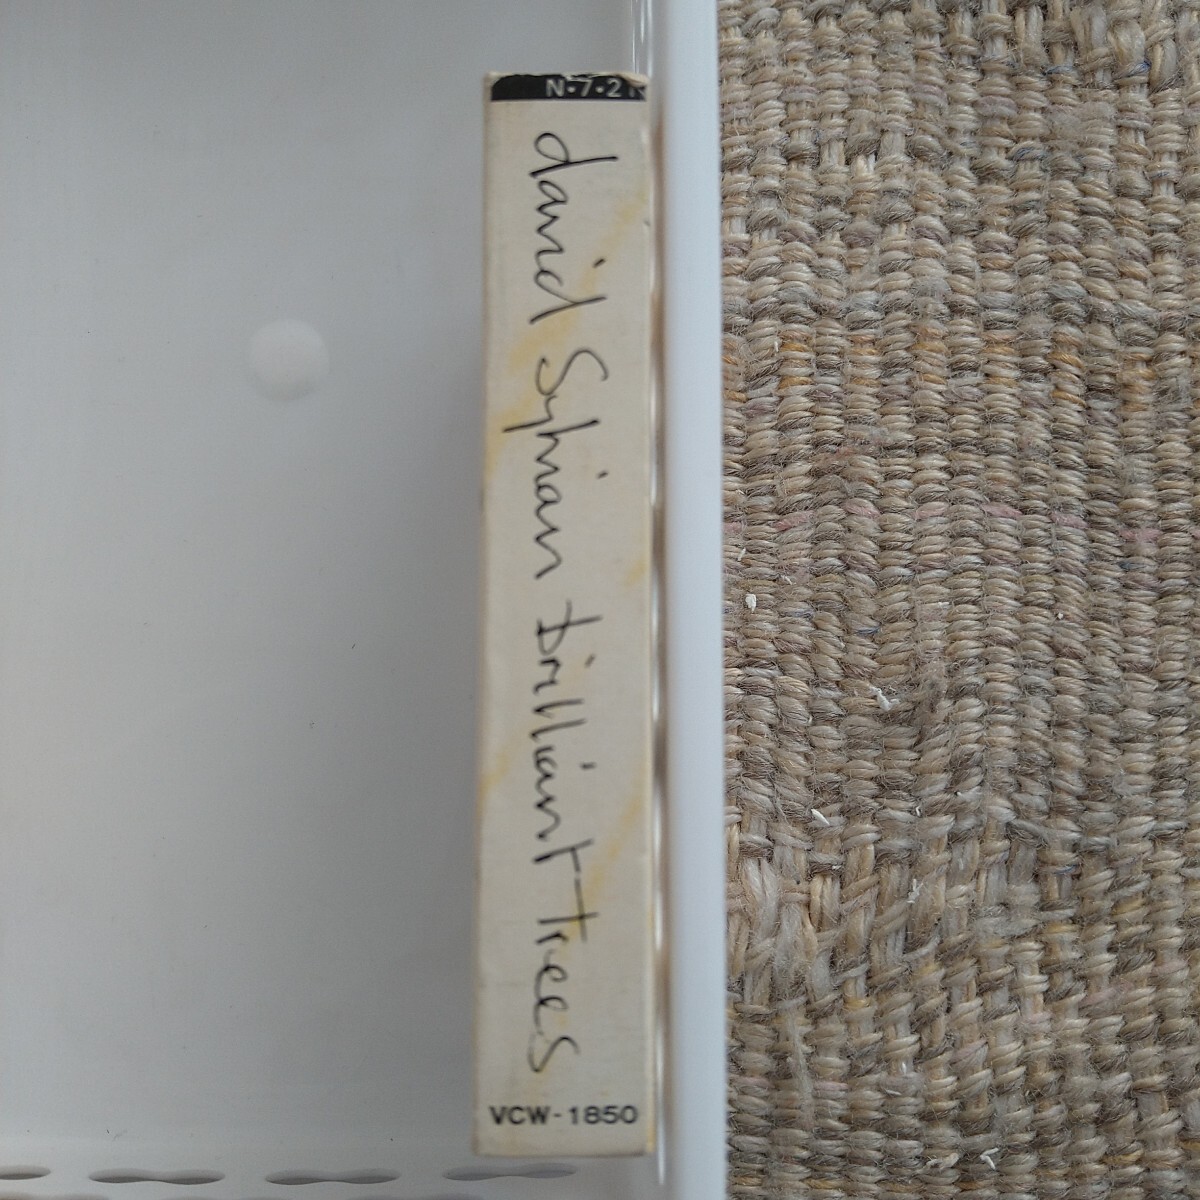 N・7・2
david Sylvian brilliant trees
VCW-1850